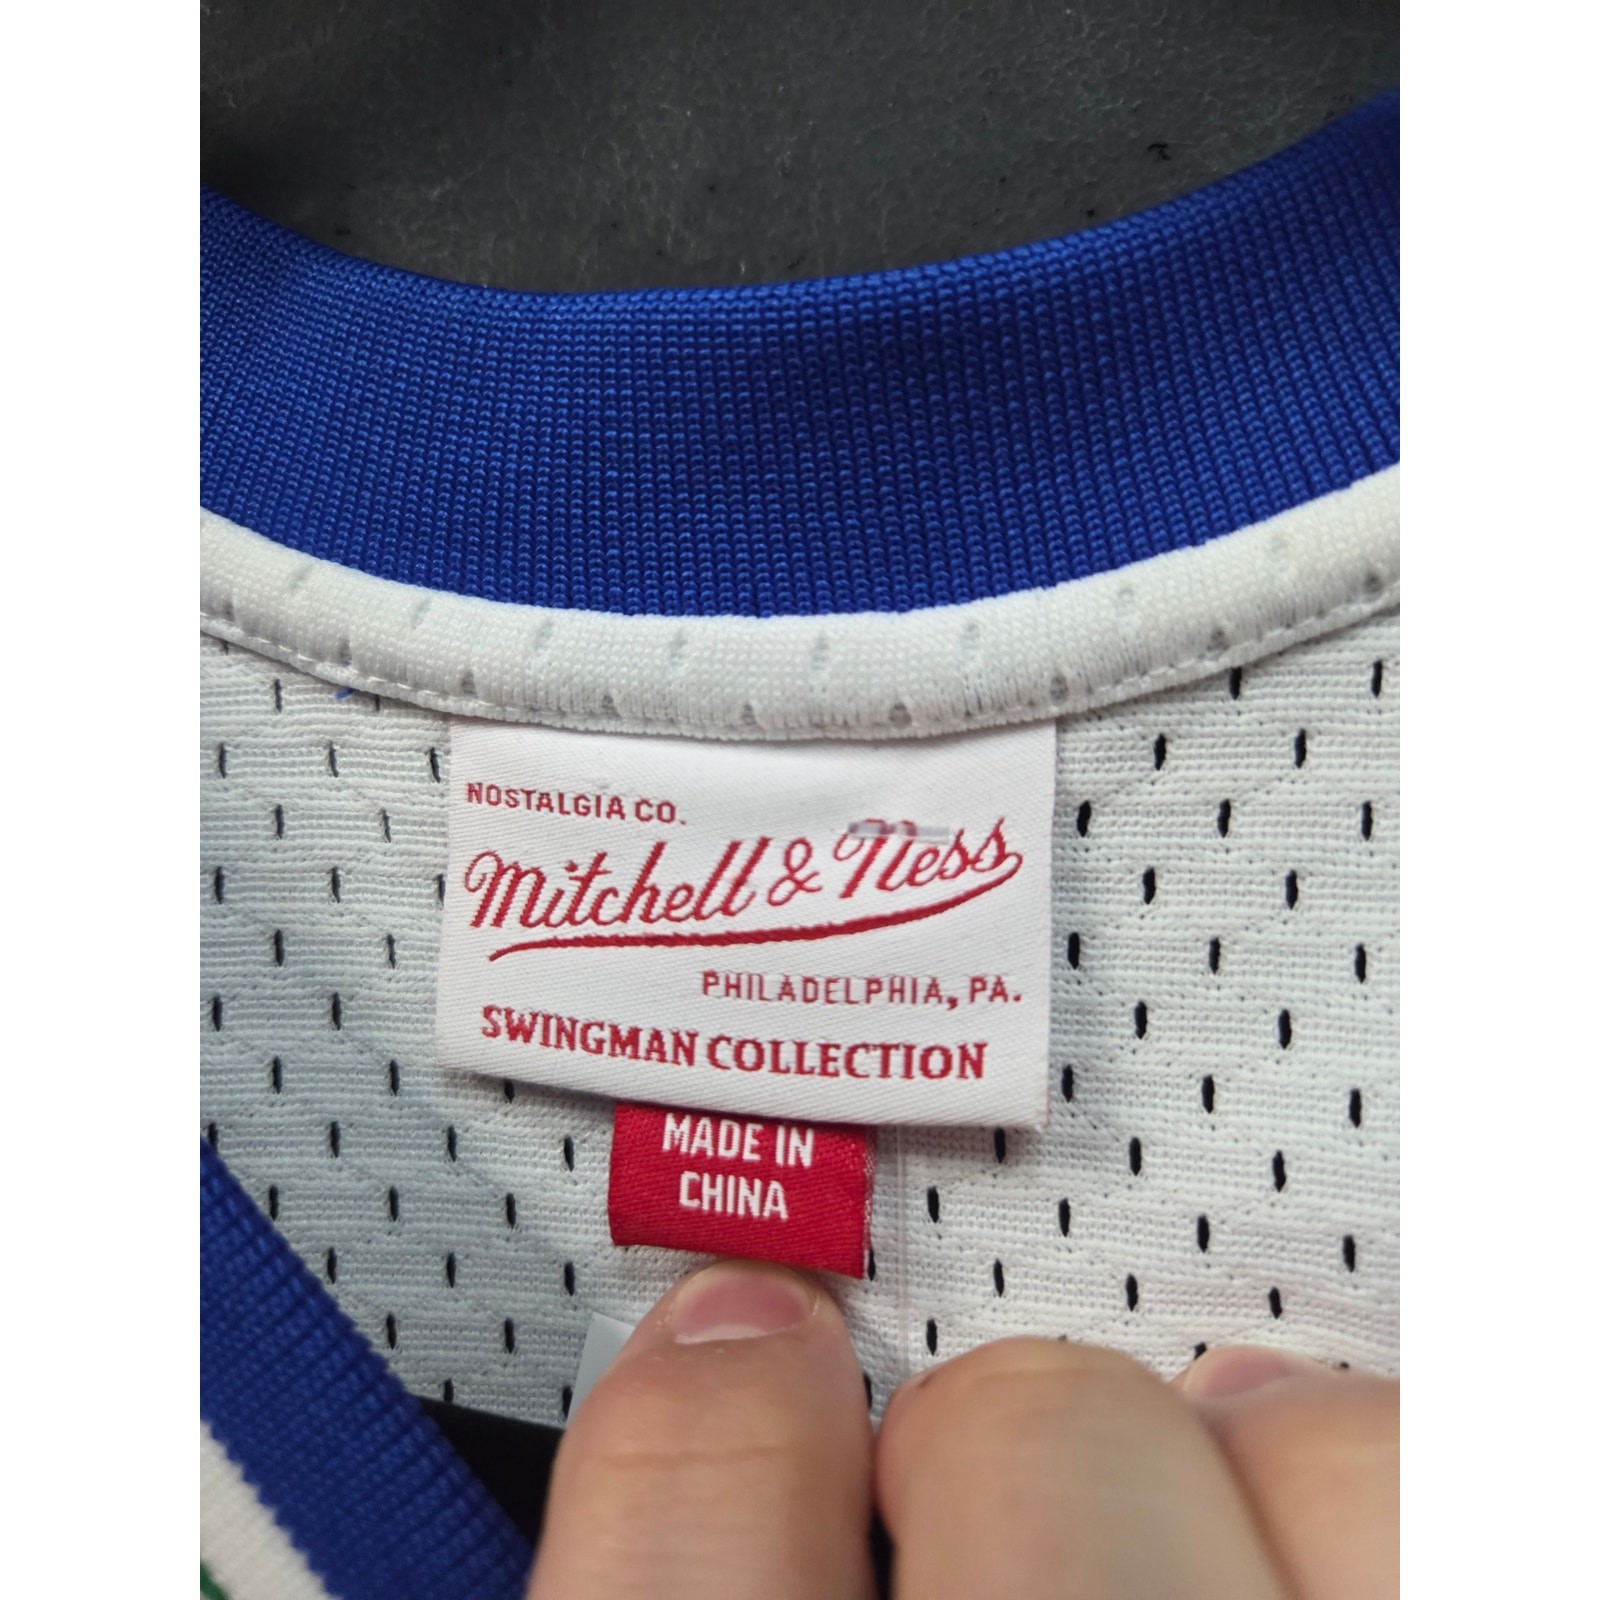 NOSTALGIA CO.
Mitchell & Ness
PHILADELPHIA, PA.
SWINGMAN COLLECTION
MADE IN
CHINA